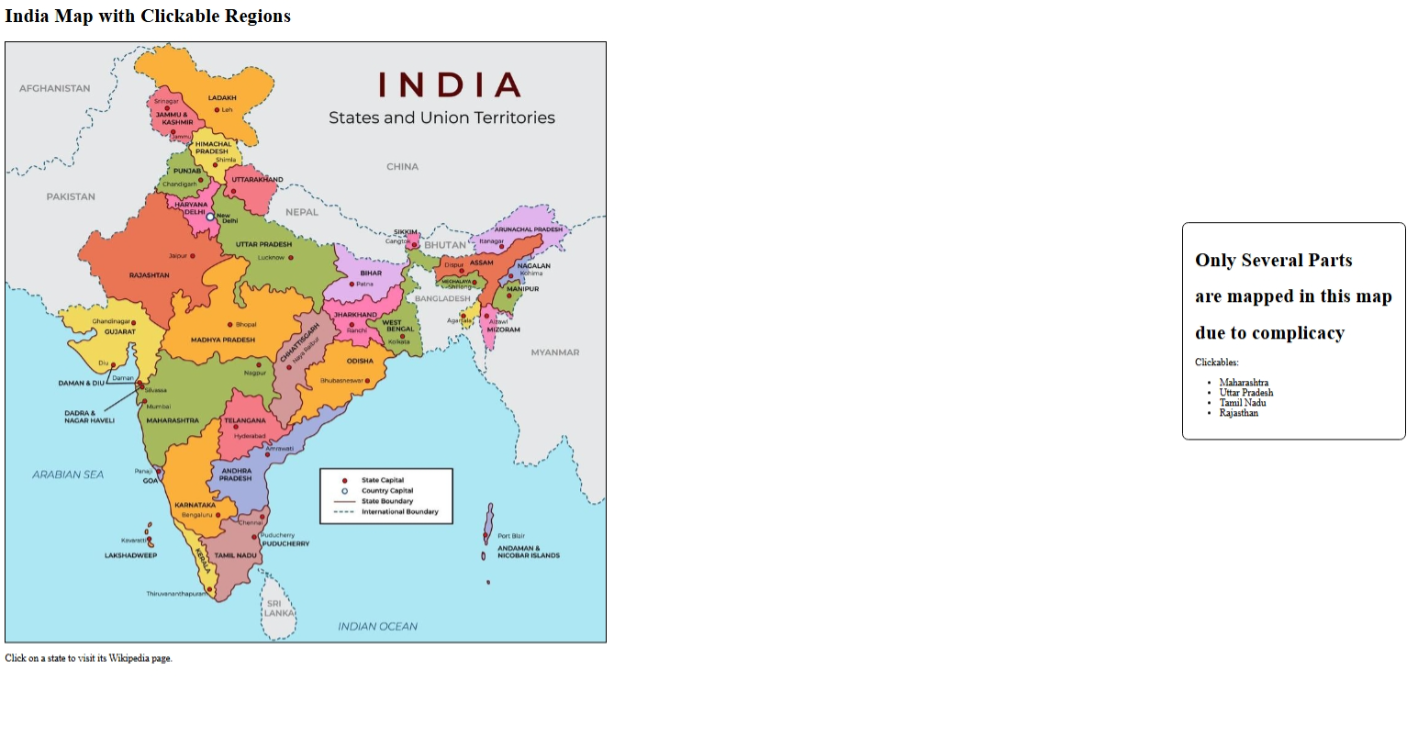 India Map with Clickable Regions
INDIA
States and Union Territories
AFGHANISTAN
LADAKH
Leh
Srinagar
JAMMU &
KASHMIR
Jammu
HIMACHAL
PRADESH
Shimla
CHINA
PUNJAB
Chandigarh
UTTARAKHAND
PAKISTAN
HARYANA
DELHI
New
Delhi
NEPAL
SIKKIM
Gangtok
BHUTAN
ARUNACHAL PRADESH
Itanagar
UTTAR PRADESH
Lucknow
Jaipur
RAJASHTAN
BIHAR
Patna
Dispur
ASSAM
NAGALAN
Kohima
MEGHALAYA
Shillong
MANIPUR
BANGLADESH
Agartala
Aizawl
MIZORAM
Ghandinagar
GUJARAT
Bhopal
MADHYA PRADESH
JHARKHAND
Ranchi
WEST
BENGAL
Kolkata
CHHATTISGARH
Naya Raipur
MYANMAR
ODISHA
Bhubasneswar
Diu
Daman
DAMAN & DIU
Nagpur
Silvassa
Mumbai
DADRA &
NAGAR HAVELI
MAHARASHTRA
TELANGANA
Hyderabad
Amravati
ARABIAN SEA
Panaji
GOA
ANDHRA
PRADESH
State Capital
Country Capital
State Boundary
International Boundary
KARNATAKA
Bengaluru
Chennai
Puducherry
PUDUCHERRY
Kavaratti
LAKSHADWEEP
KERALA
TAMIL NADU
Port Blair
ANDAMAN &
NICOBAR ISLANDS
Thiruvananthapuram
SRI
LANKA
INDIAN OCEAN
Click on a state to visit its Wikipedia page.
Only Several Parts
are mapped in this map
due to complicacy
Clickables:
Maharashtra
Uttar Pradesh
Tamil Nadu
Rajasthan